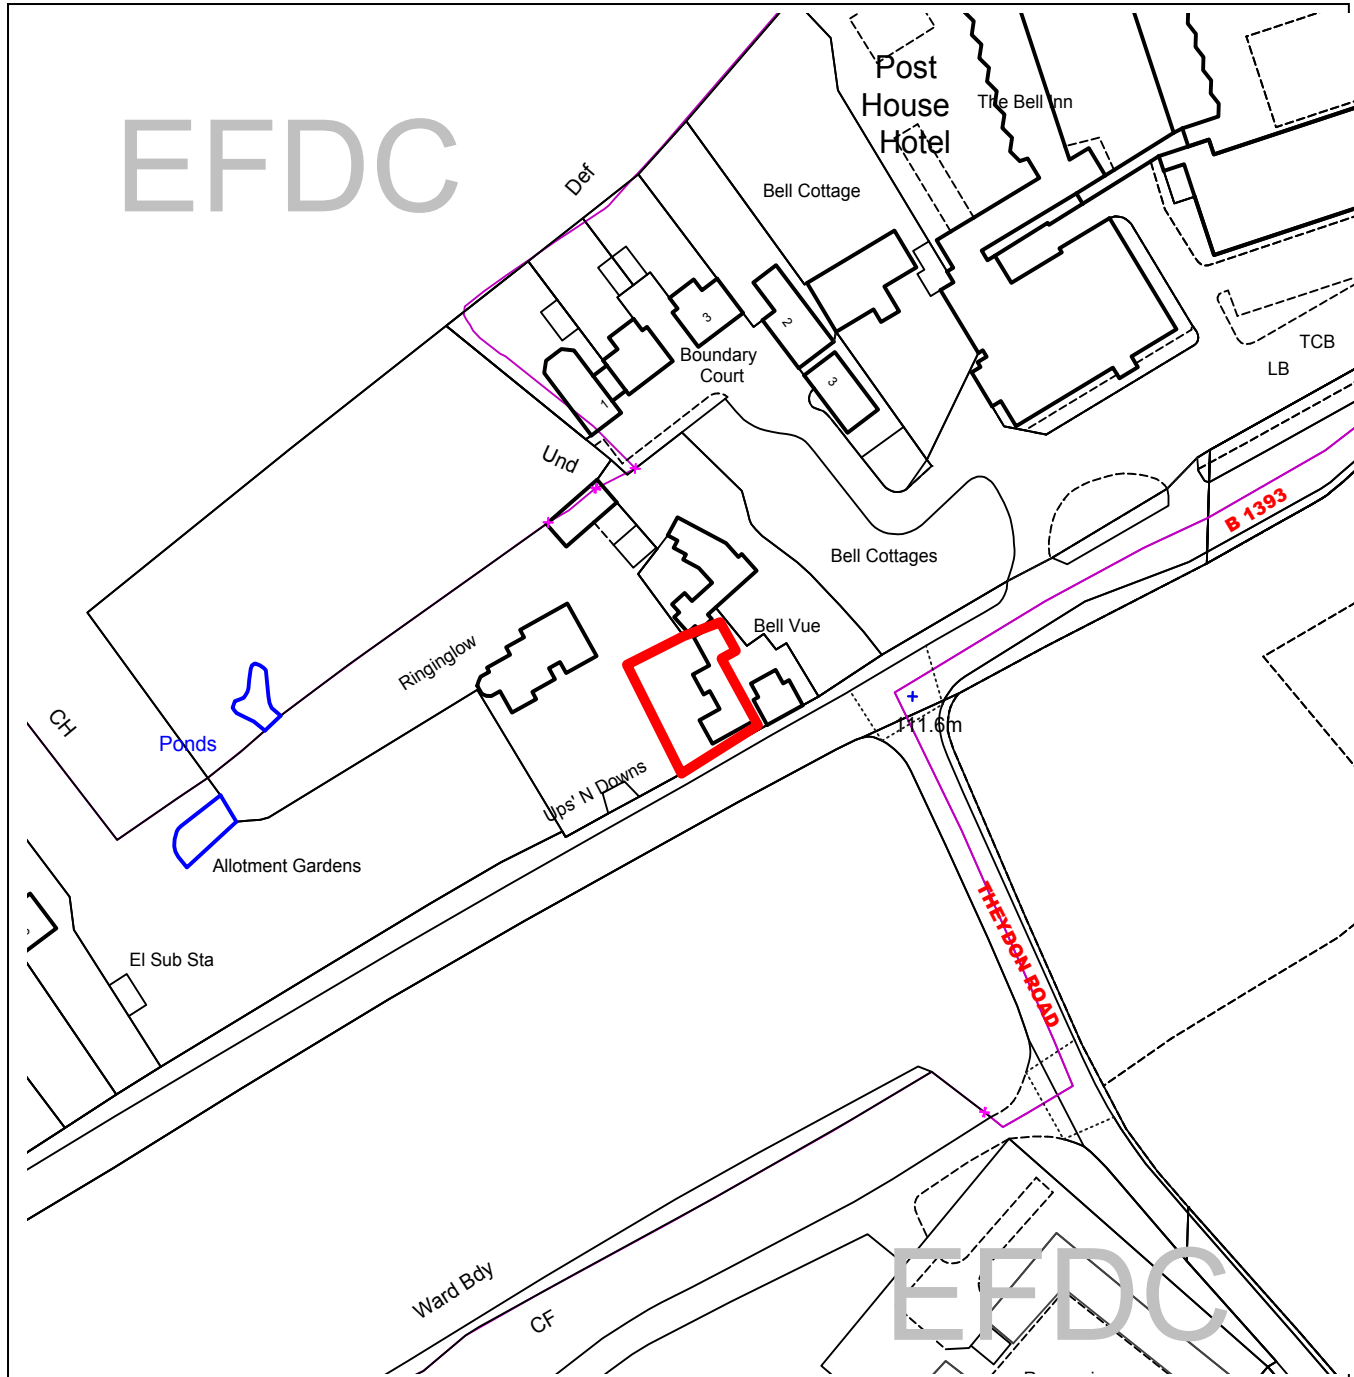 EFDC
Post
House
Hotel
The Bell Inn
Def
Bell Cottage
3
2
Boundary
Court
3
1
TCB
LB
Und
B 1393
Bell Cottages
Bell Vue
Ringinglow
CH
111.6m
Ponds
Ups' N Downs
Allotment Gardens
THEYDON ROAD
El Sub Sta
Ward Bdy
CF
EFDC